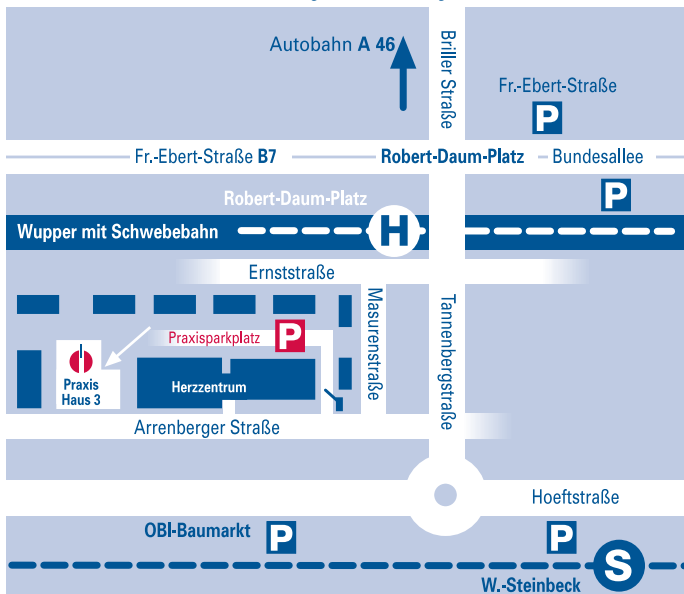 Autobahn A 46
Briller Straße
Fr.-Ebert-Straße
P
Fr.-Ebert-Straße B7
Robert-Daum-Platz
Bundesallee
Robert-Daum-Platz
P
Wupper mit Schwebebahn
H
Ernststraße
Masurenstraße
Tannenbergstraße
Praxisparkplatz
P
Praxis
Haus 3
Herzzentrum
Arrenberger Straße
Hoeftstraße
OBI-Baumarkt
P
P
S
W.-Steinbeck